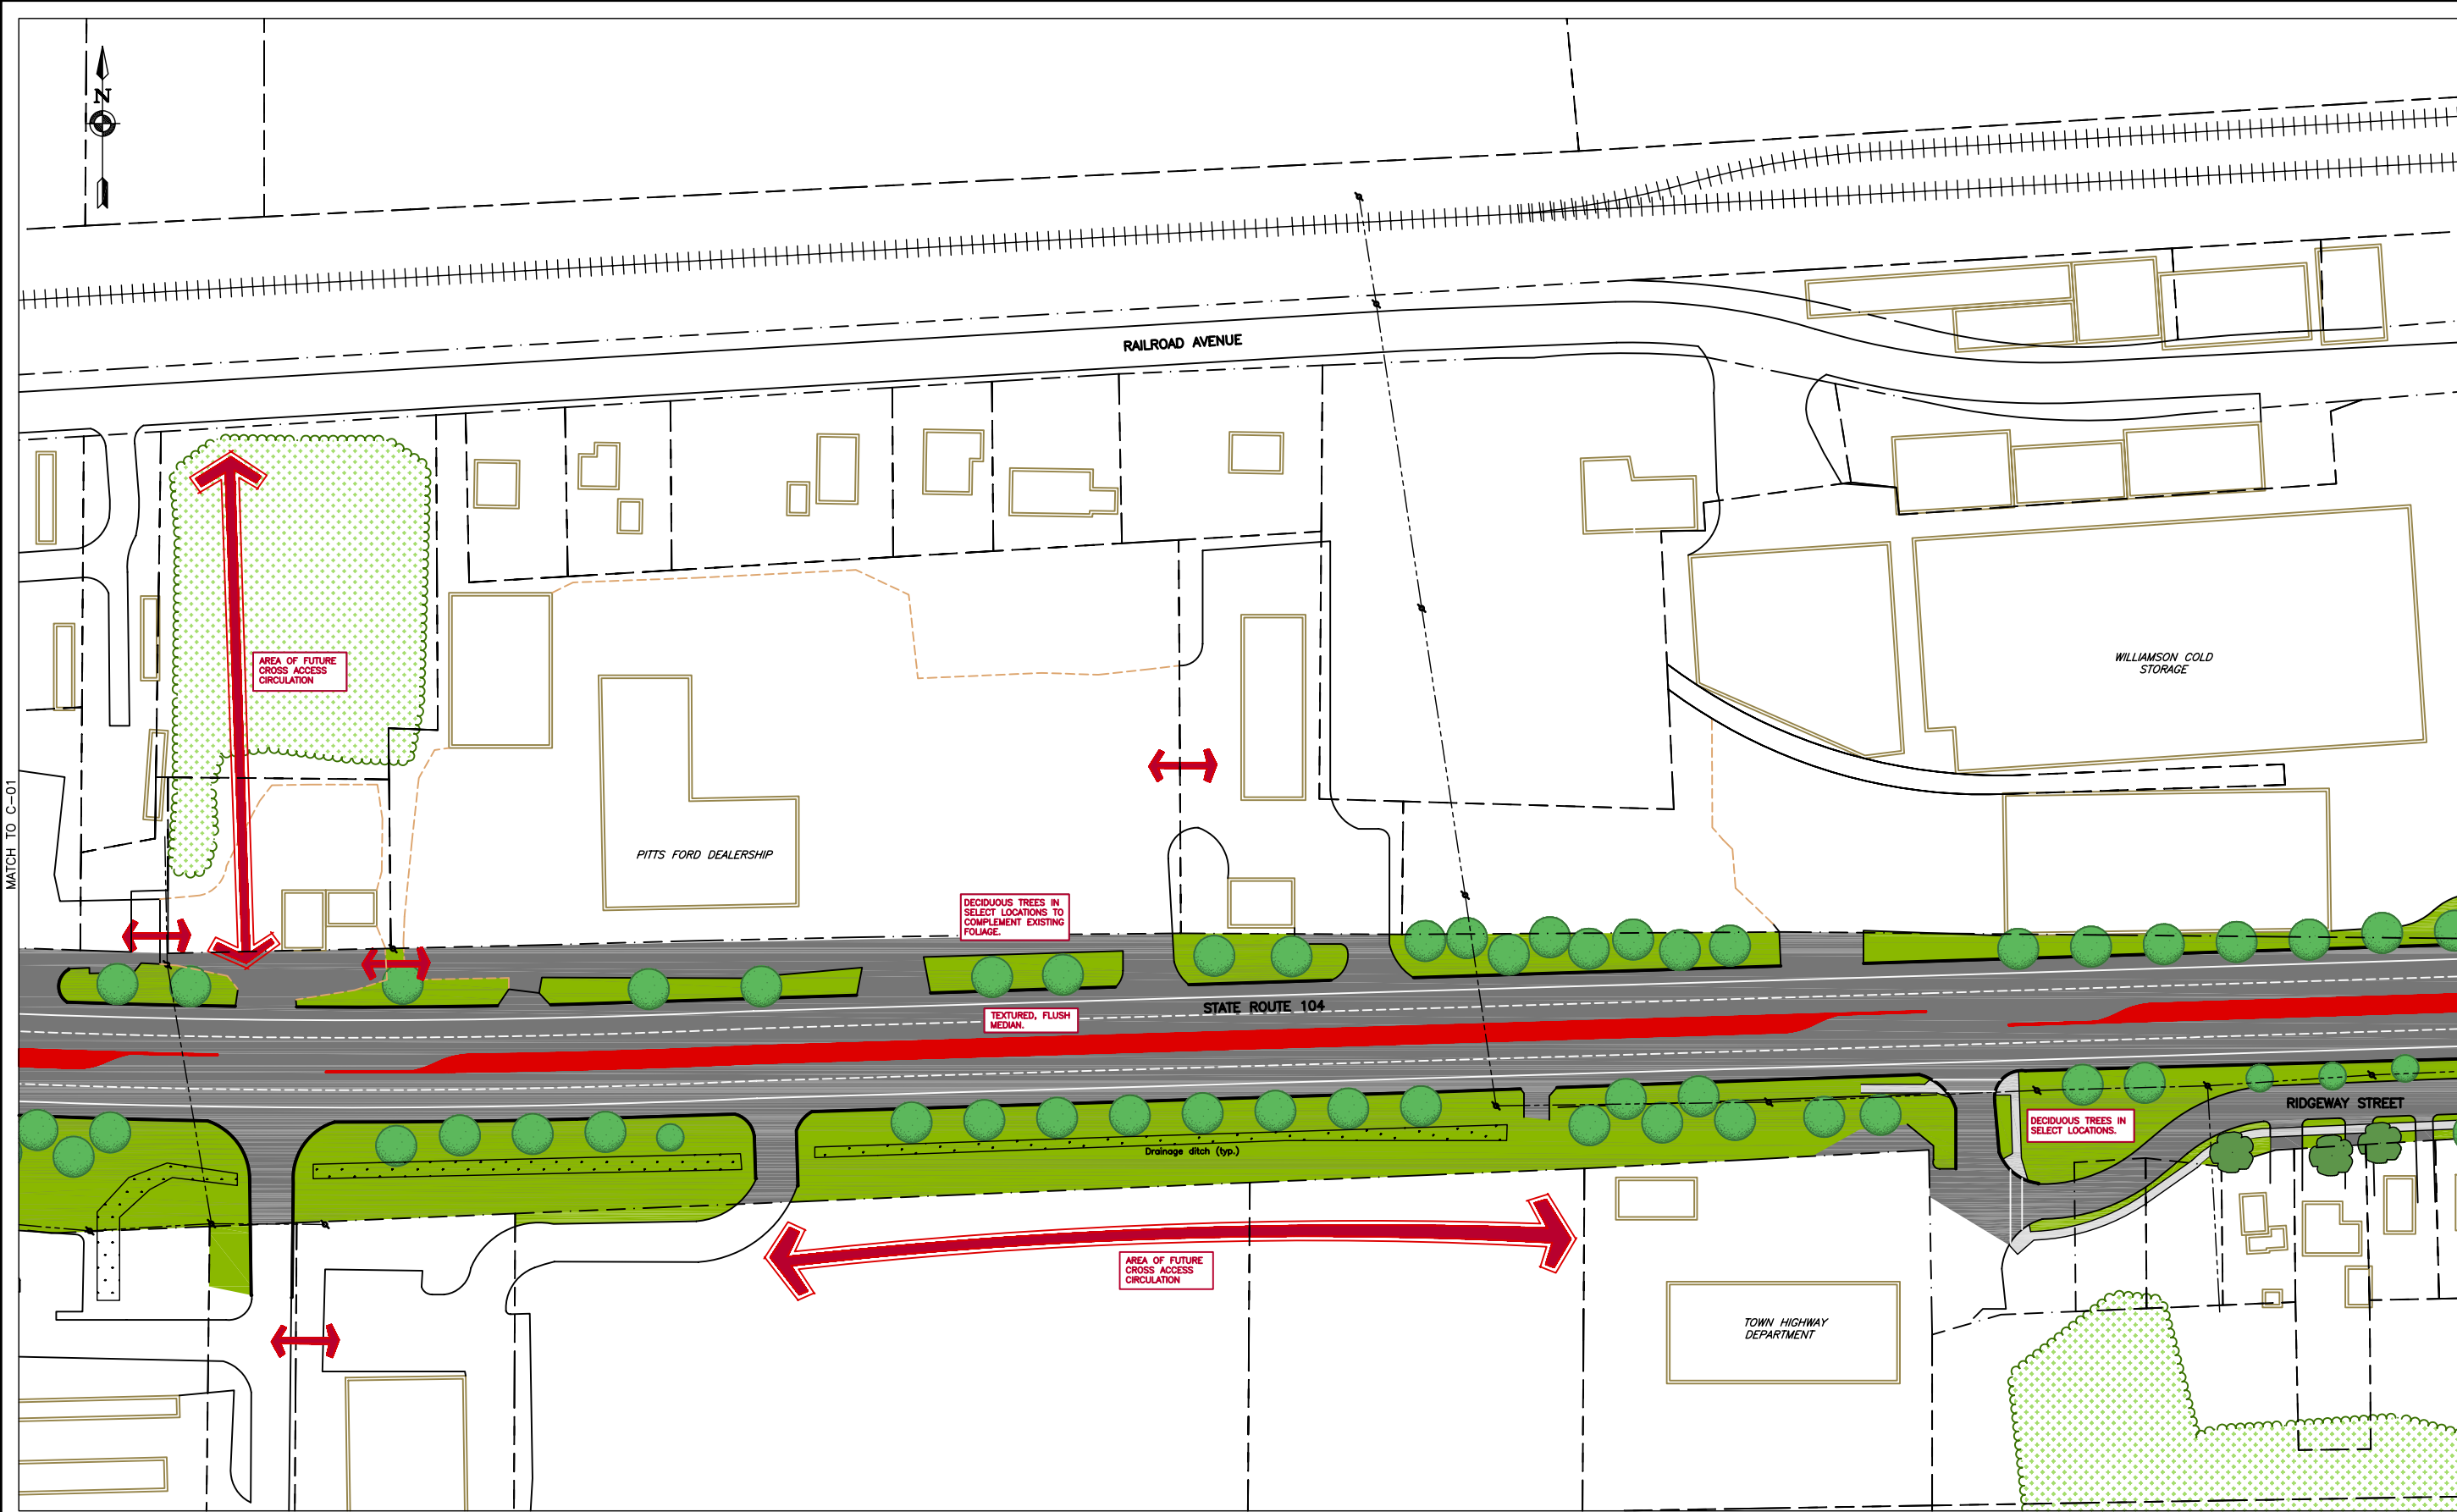 N
RAILROAD AVENUE
AREA OF FUTURE
CROSS ACCESS
CIRCULATION
WILLIAMSON COLD
STORAGE
MATCH TO C-01
PITTS FORD DEALERSHIP
DECIDUOUS TREES IN
SELECT LOCATIONS TO
COMPLEMENT EXISTING
FOLIAGE.
STATE ROUTE 104
TEXTURED, FLUSH
MEDIAN.
RIDGEWAY STREET
DECIDUOUS TREES IN
SELECT LOCATIONS.
Drainage ditch (typ.)
AREA OF FUTURE
CROSS ACCESS
CIRCULATION
TOWN HIGHWAY
DEPARTMENT